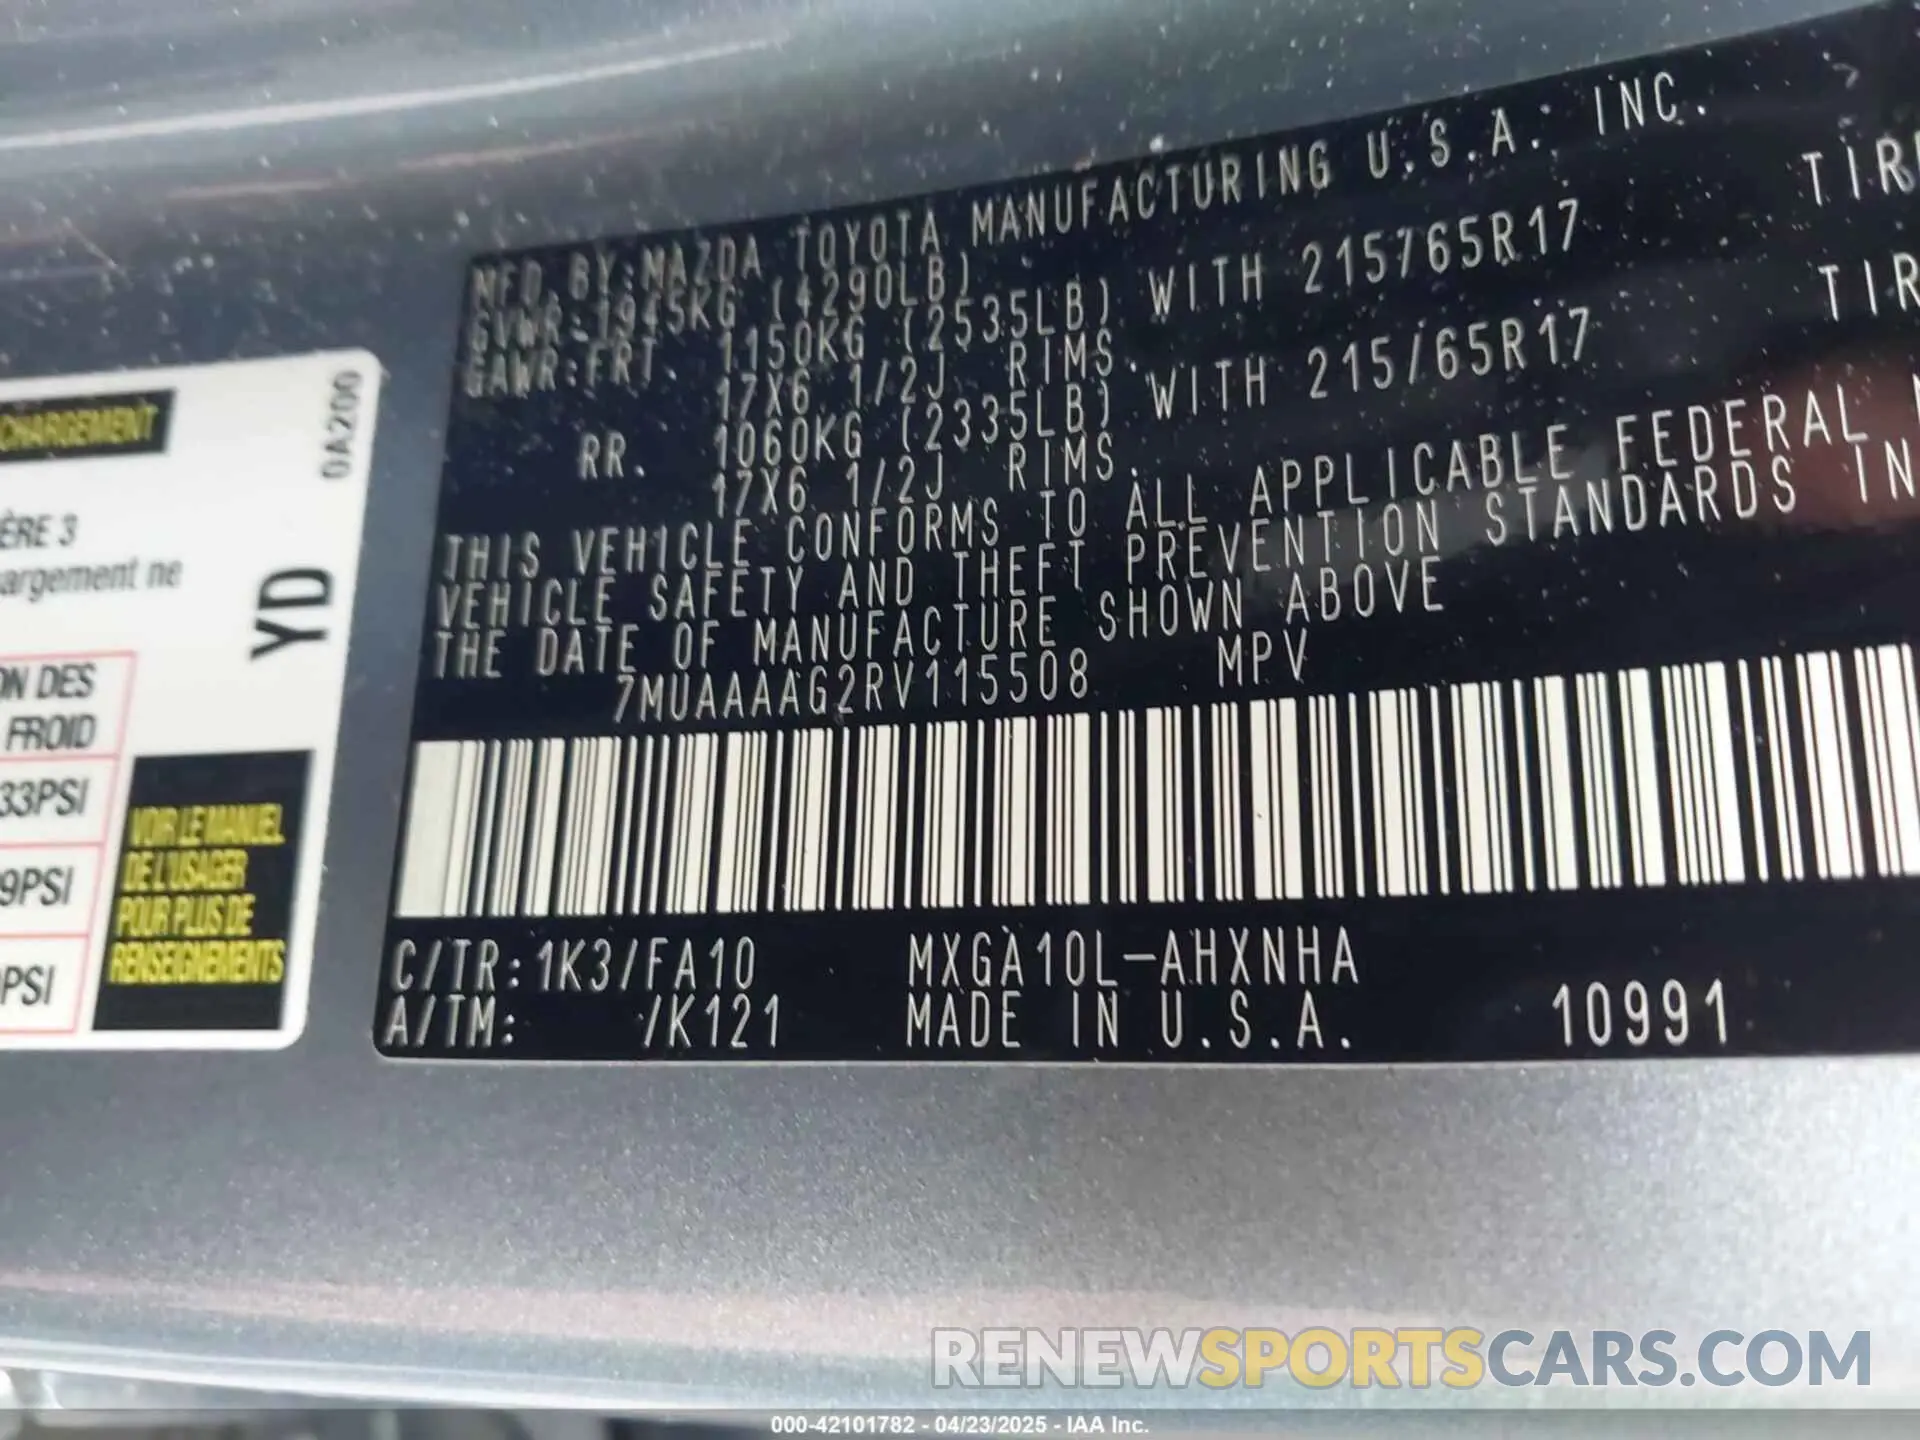 MFD. BY: MAZDA TOYOTA MANUFACTURING U.S.A. INC.
GVWR: 1945KG (4290LB)
GAWR: FRT. 1150KG (2535LB) WITH 215/65R17
17X6 1/2J RIMS.
RR. 1060KG (2335LB) WITH 215/65R17
17X6 1/2J RIMS.
THIS VEHICLE CONFORMS TO ALL APPLICABLE FEDERAL
VEHICLE SAFETY AND THEFT PREVENTION STANDARDS IN
THE DATE OF MANUFACTURE SHOWN ABOVE
7MUAAAAG2RV115508 MPV
C/TR: 1K3/FA10 MXGA10L-AHXNHA
A/TM: /K121 MADE IN U.S.A. 10991
CHARGEMENT
0A200
ÈRE 3
argement ne
YD
ON DES
FROID
33PSI
9PSI
PSI
VOIR LE MANUEL
DE L'USAGER
POUR PLUS DE
RENSEIGNEMENTS
RENEWSPORTSCARS.COM
000-42101782 - 04/23/2025 - IAA Inc.